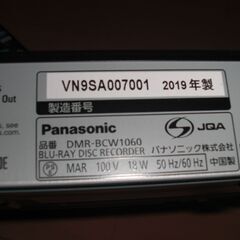 Out
VN9SA007001 2019年製
製造番号
Panasonic
JQA
品番 DMR-BCW1060
BLU-RAY DISC RECORDER パナソニック株式会社
MAR 100V 18W 50Hz/60Hz 中国製